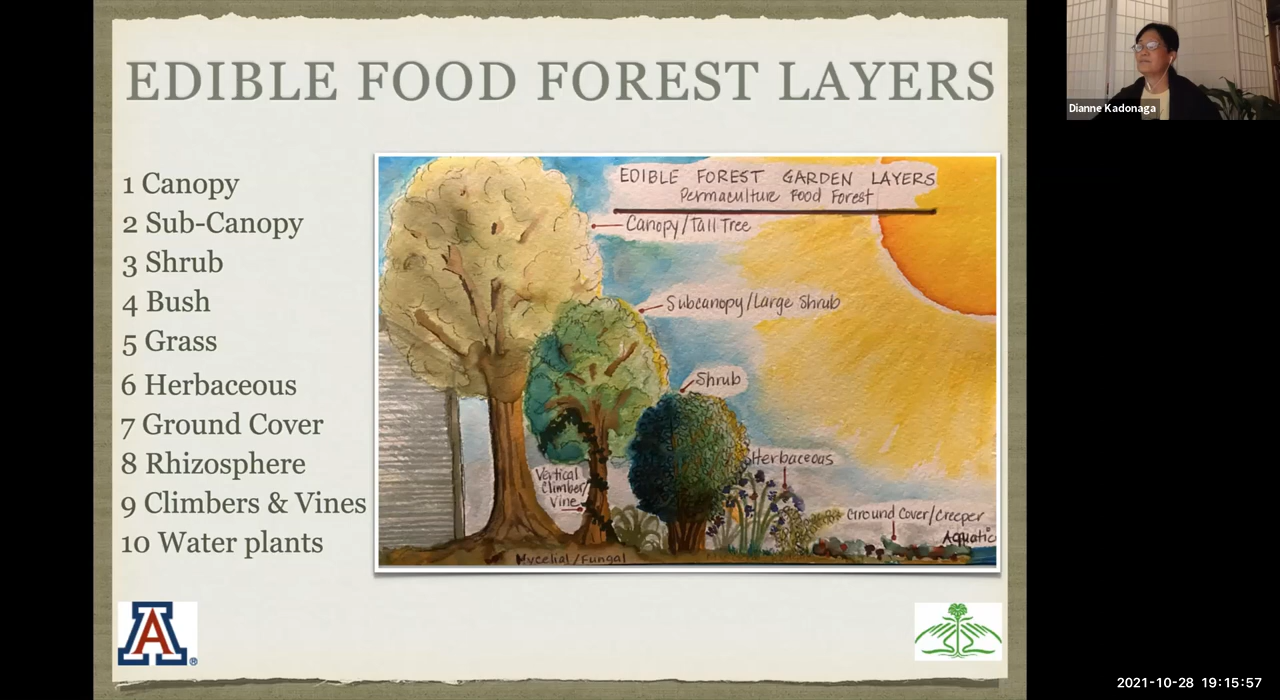 EDIBLE FOOD FOREST LAYERS
1 Canopy
2 Sub-Canopy
3 Shrub
4 Bush
5 Grass
6 Herbaceous
7 Ground Cover
8 Rhizosphere
9 Climbers & Vines
10 Water plants
EDIBLE FOREST GARDEN LAYERS
Permaculture Food Forest
Canopy/Tall Tree
Subcanopy/Large Shrub
Shrub
Herbaceous
Vertical
Climber/
Vine
Ground Cover/Creeper
Aquatic
Mycelial/Fungal
A
®
Dianne Kadonaga
2021-10-28 19:15:57